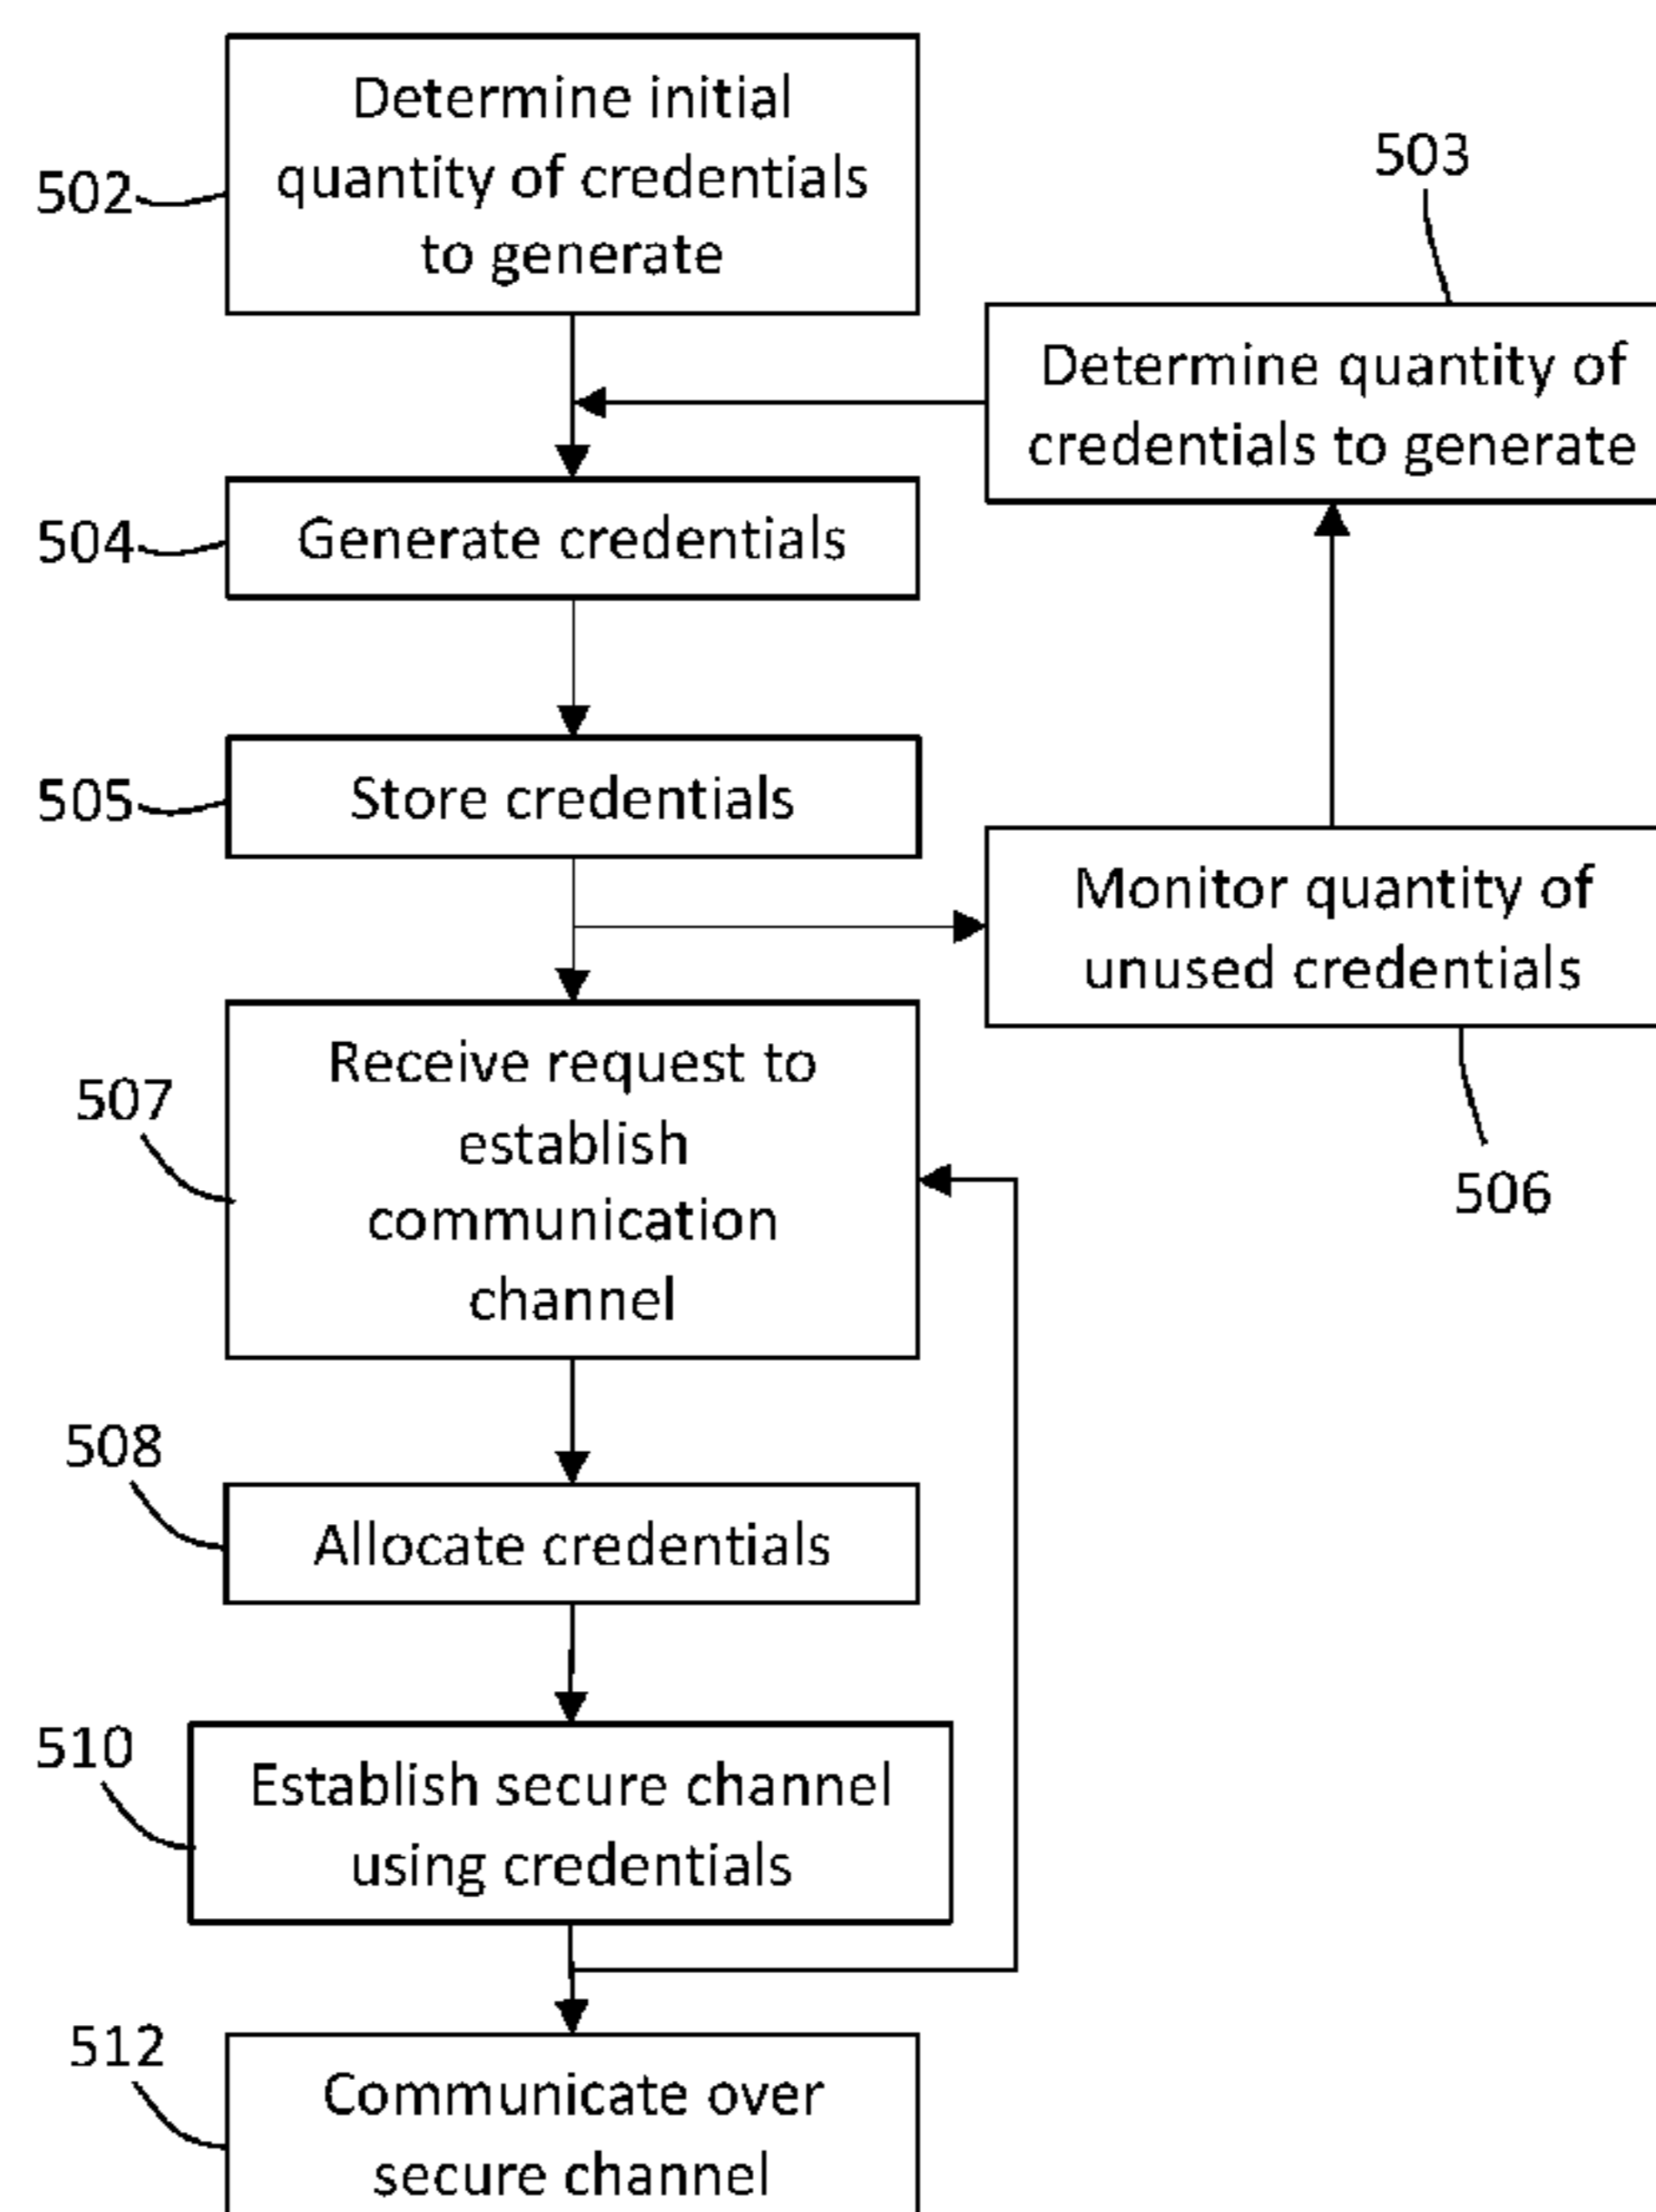 Determine initial
quantity of credentials
to generate
502
503
Determine quantity of
credentials to generate
504
Generate credentials
505
Store credentials
Monitor quantity of
unused credentials
506
507
Receive request to
establish
communication
channel
508
Allocate credentials
510
Establish secure channel
using credentials
512
Communicate over
secure channel